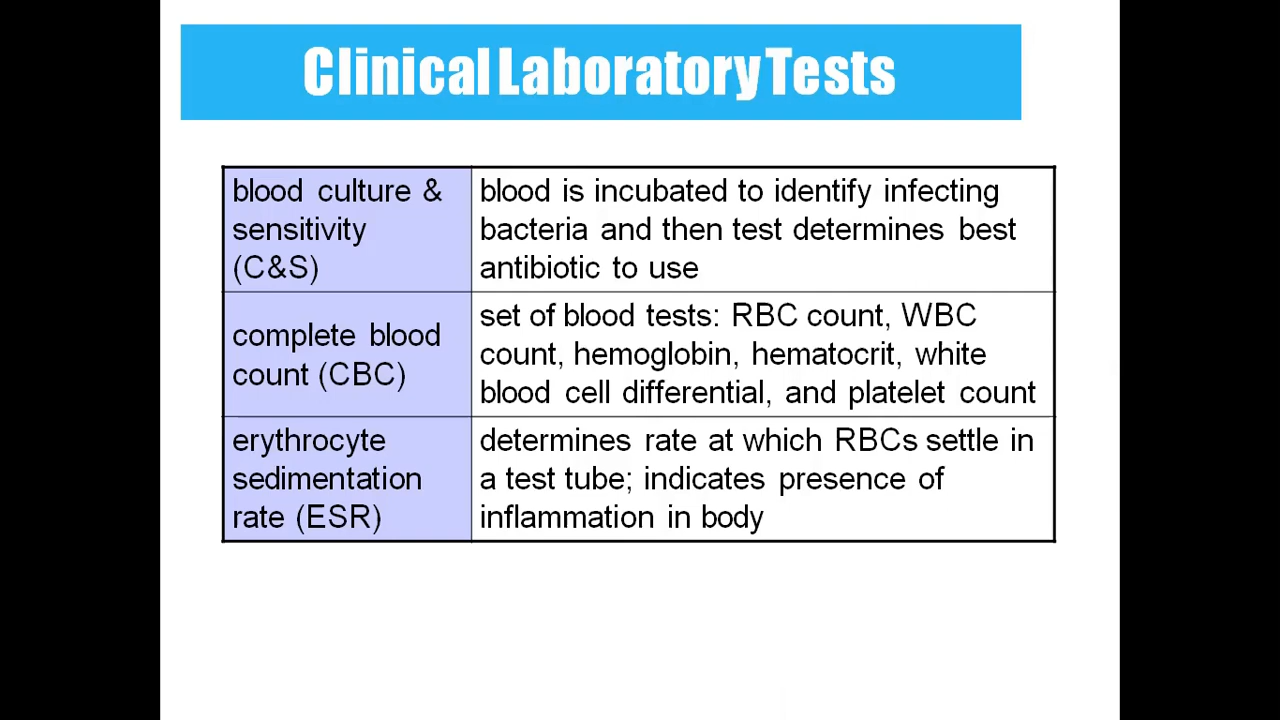 Clinical Laboratory Tests
blood culture &
sensitivity
(C&S)
blood is incubated to identify infecting
bacteria and then test determines best
antibiotic to use
complete blood
count (CBC)
set of blood tests: RBC count, WBC
count, hemoglobin, hematocrit, white
blood cell differential, and platelet count
erythrocyte
sedimentation
rate (ESR)
determines rate at which RBCs settle in
a test tube; indicates presence of
inflammation in body